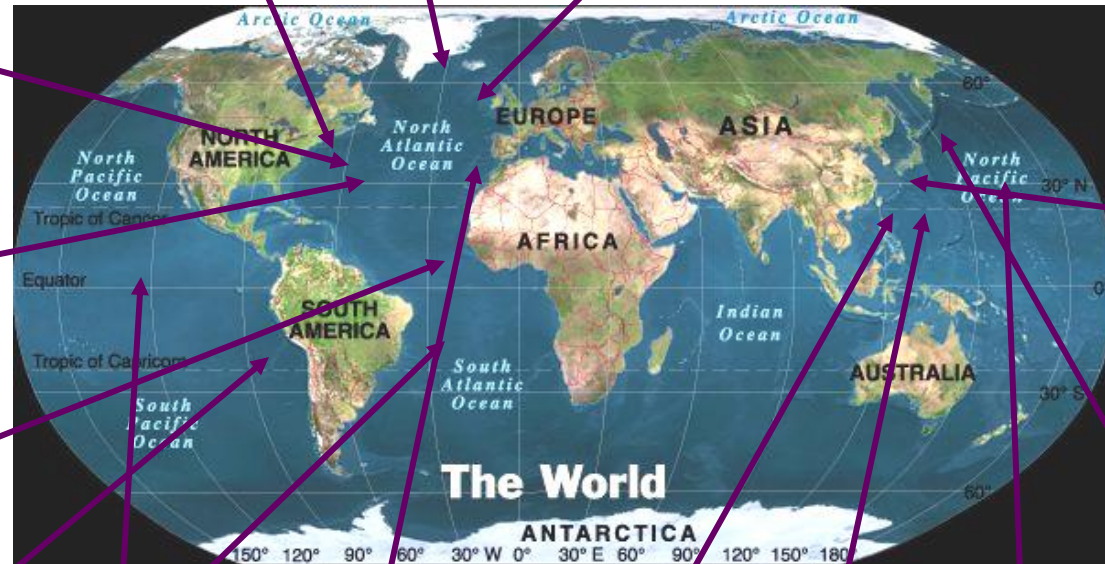 Arctic Ocean
Arctic Ocean
60°
EUROPE
ASIA
NORTH
AMERICA
North
Atlantic
Ocean
North
Pacific
Ocean
North
Pacific
Ocean
30° N
Tropic of Cancer
AFRICA
Equator
0
SOUTH
AMERICA
Indian
Ocean
Tropic of Capricorn
South
Atlantic
Ocean
AUSTRALIA
30° S
South
Pacific
Ocean
The World
60°
ANTARCTICA
150° 120° 90° 60° 30° W 0° 30° E 60° 90° 120° 150° 180°